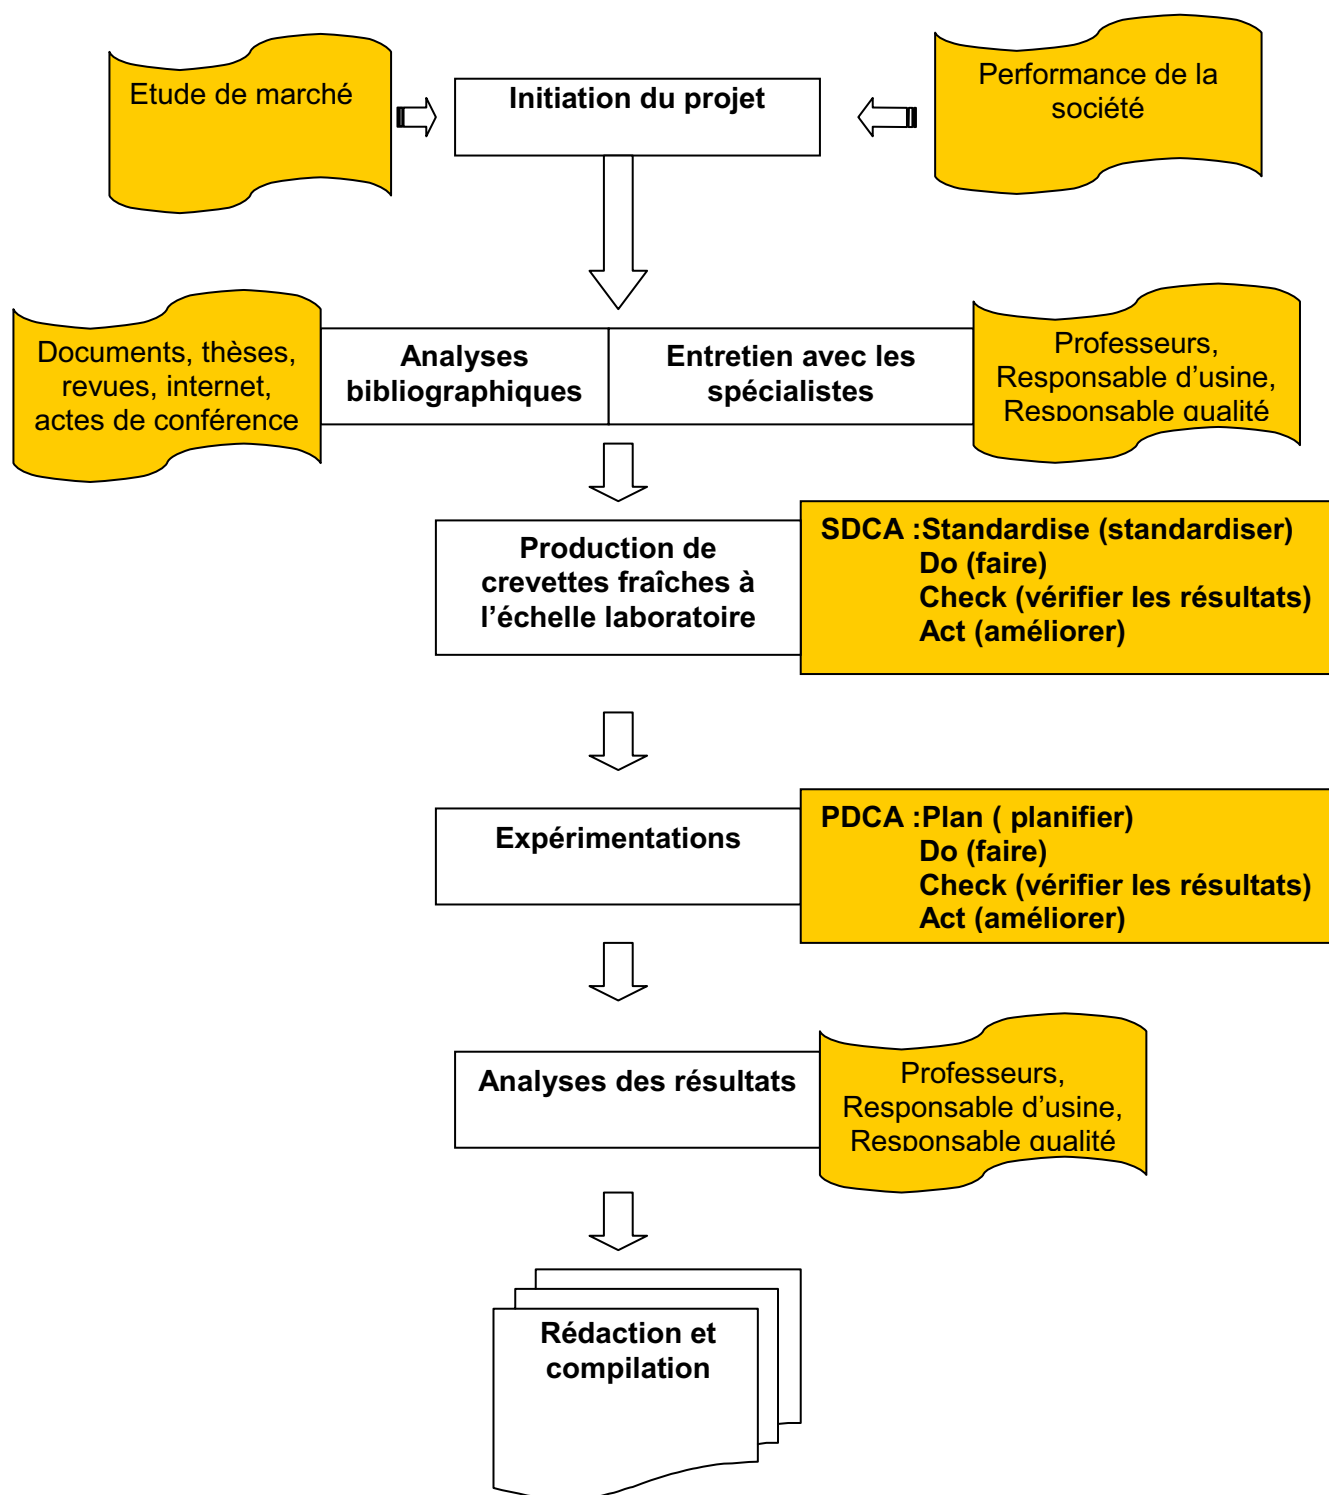 Etude de marché
Initiation du projet
Performance de la
société
Documents, thèses,
revues, internet,
actes de conférence
Analyses
bibliographiques
Entretien avec les
spécialistes
Professeurs,
Responsable d’usine,
Responsable qualité
Production de
crevettes fraîches à
l’échelle laboratoire
SDCA :Standardise (standardiser)
Do (faire)
Check (vérifier les résultats)
Act (améliorer)
Expérimentations
PDCA :Plan ( planifier)
Do (faire)
Check (vérifier les résultats)
Act (améliorer)
Analyses des résultats
Professeurs,
Responsable d’usine,
Responsable qualité
Rédaction et
compilation